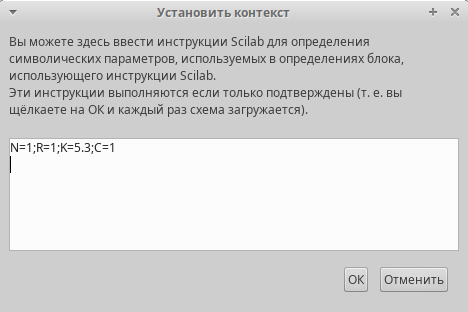 Установить контекст
Вы можете здесь ввести инструкции Scilab для определения
символических параметров, используемых в определениях блока,
использующего инструкции Scilab.
Эти инструкции выполняются если только подтверждены (т. е. вы
щёлкаете на ОК и каждый раз схема загружается).
N=1;R=1;K=5.3;C=1
ОК Отменить